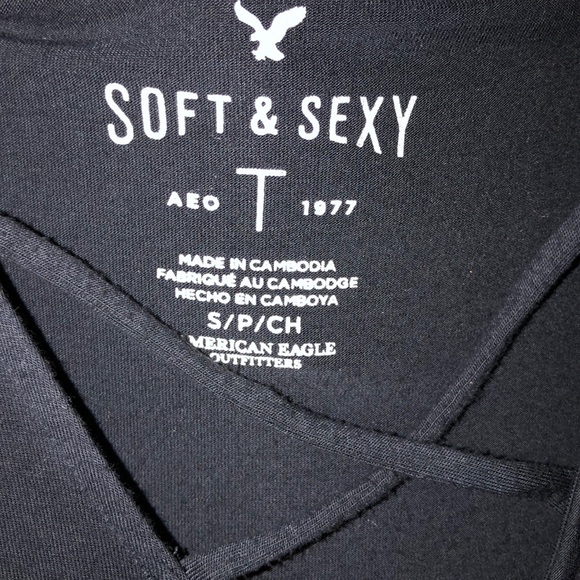 SOFT & SEXY
AEO T 1977
MADE IN CAMBODIA
FABRIQUÉ AU CAMBODGE
HECHO EN CAMBOYA
S/P/CH
MERICAN EAGLE
OUTFITTERS